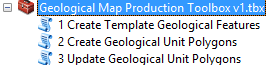 Geological Map Production Toolbox v1.tbx
1 Create Template Geological Features
2 Create Geological Unit Polygons
3 Update Geological Unit Polygons